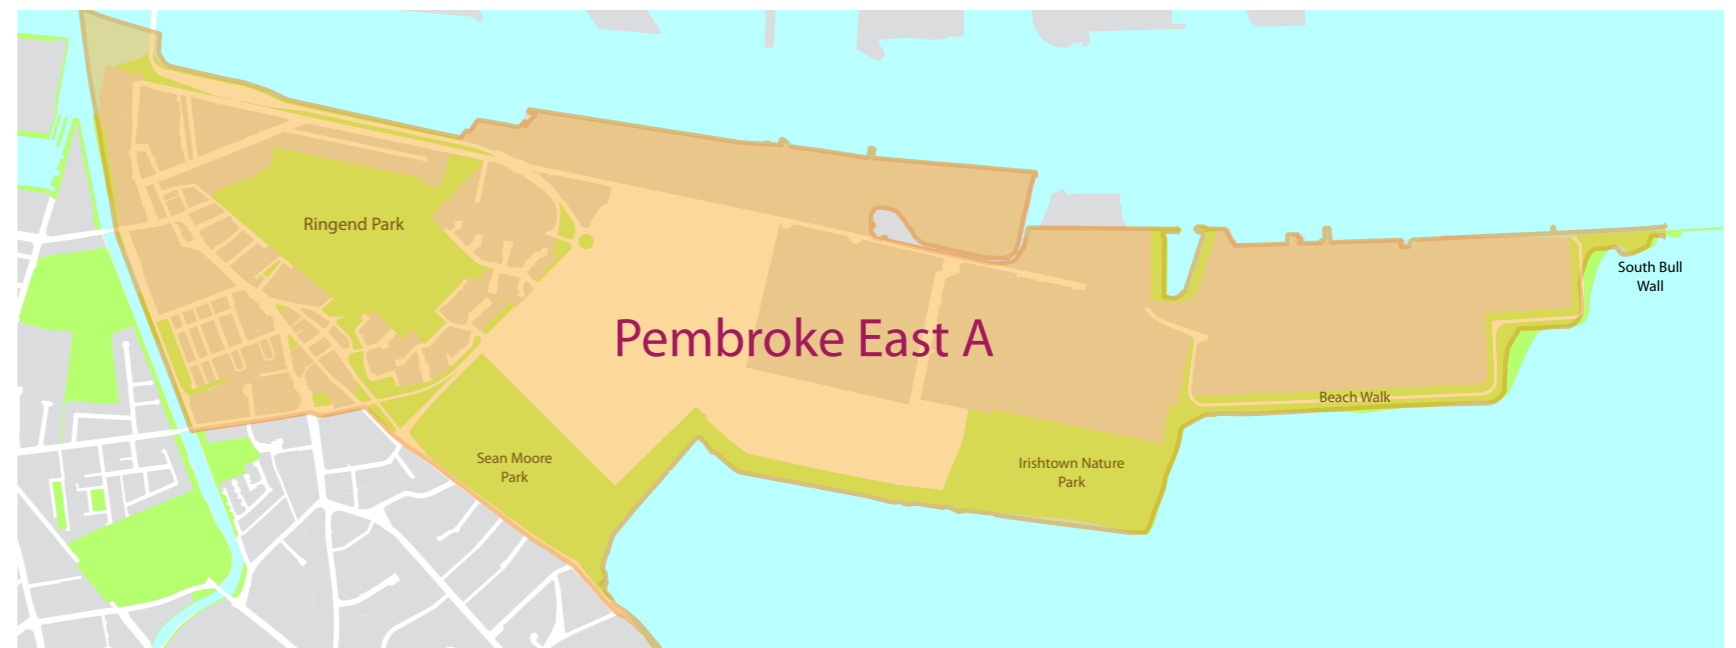 Ringend Park
South Bull
Wall
Pembroke East A
Beach Walk
Sean Moore
Park
Irishtown Nature
Park